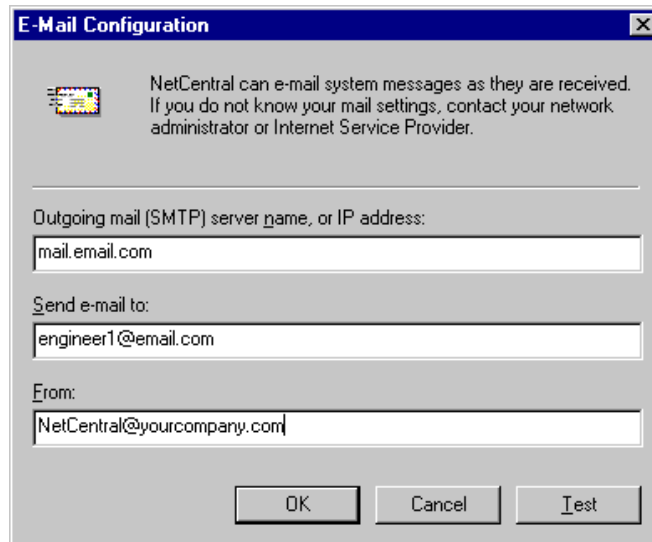 E-Mail Configuration
NetCentral can e-mail system messages as they are received.
If you do not know your mail settings, contact your network
administrator or Internet Service Provider.
Outgoing mail (SMTP) server name, or IP address:
mail.email.com
Send e-mail to:
engineer1@email.com
From:
NetCentral@yourcompany.com
OK Cancel Test